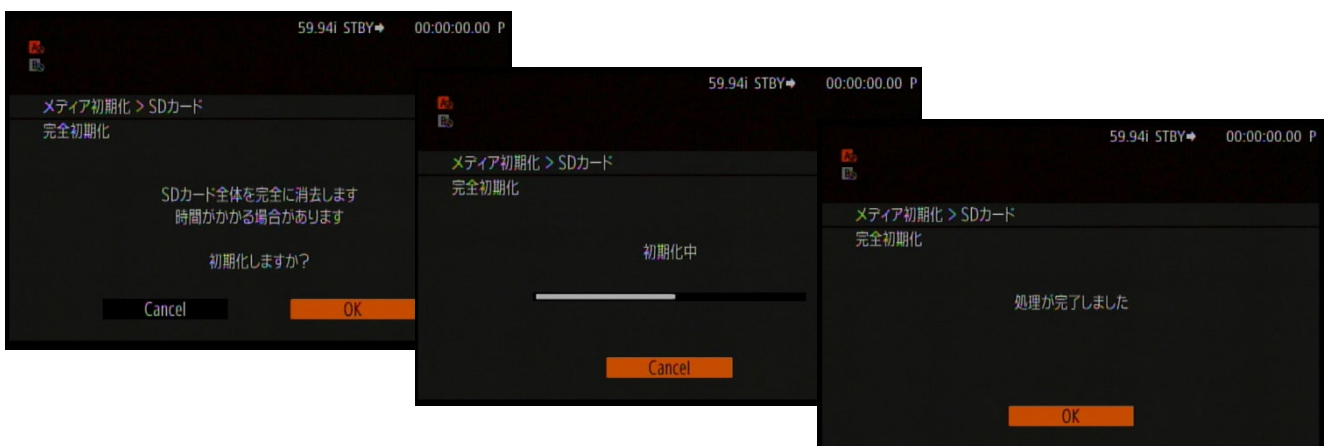 59.94i STBY➡ 00:00:00.00 P
A
B
メディア初期化 > SDカード
完全初期化
SDカード全体を完全に消去します
時間がかかる場合があります
初期化しますか?
Cancel OK
59.94i STBY➡ 00:00:00.00 P
A
B
メディア初期化 > SDカード
完全初期化
初期化中
Cancel
59.94i STBY➡ 00:00:00.00 P
A
B
メディア初期化 > SDカード
完全初期化
処理が完了しました
OK